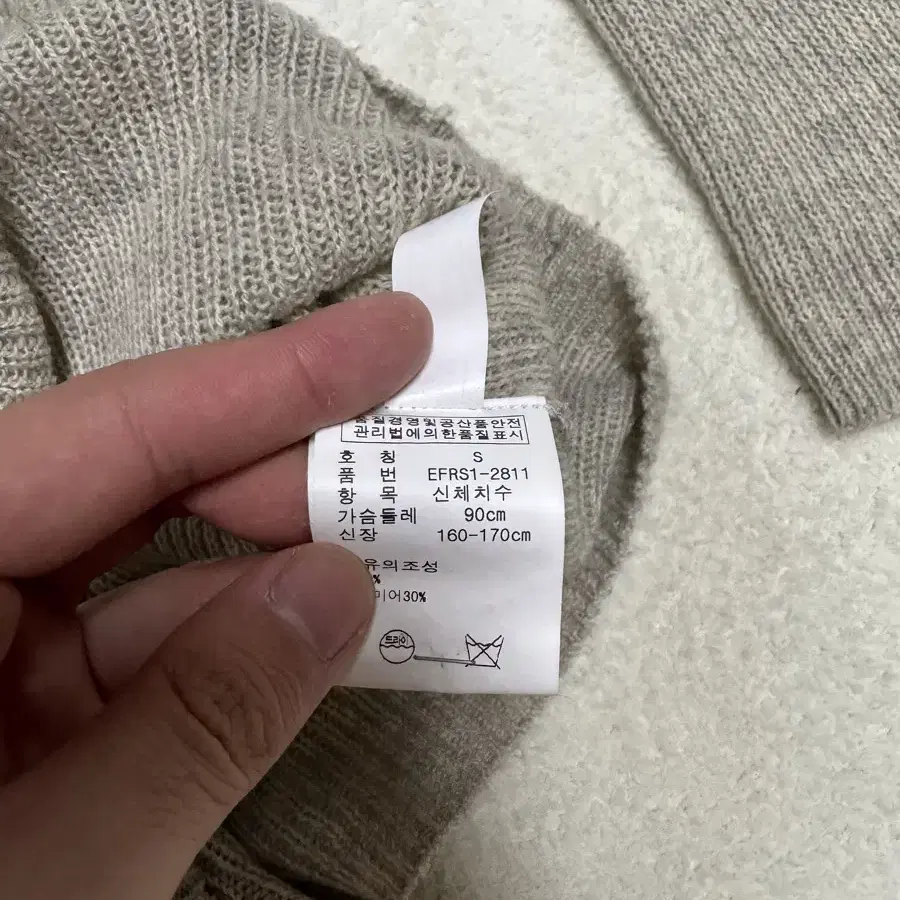 품질경영및공산품안전
관리법에의한품질표시
호 칭 S
품 번 EFRS1-2811
항 목 신체치수
가슴둘레 90cm
신장 160-170cm
유의조성
%
미어30%
드라이